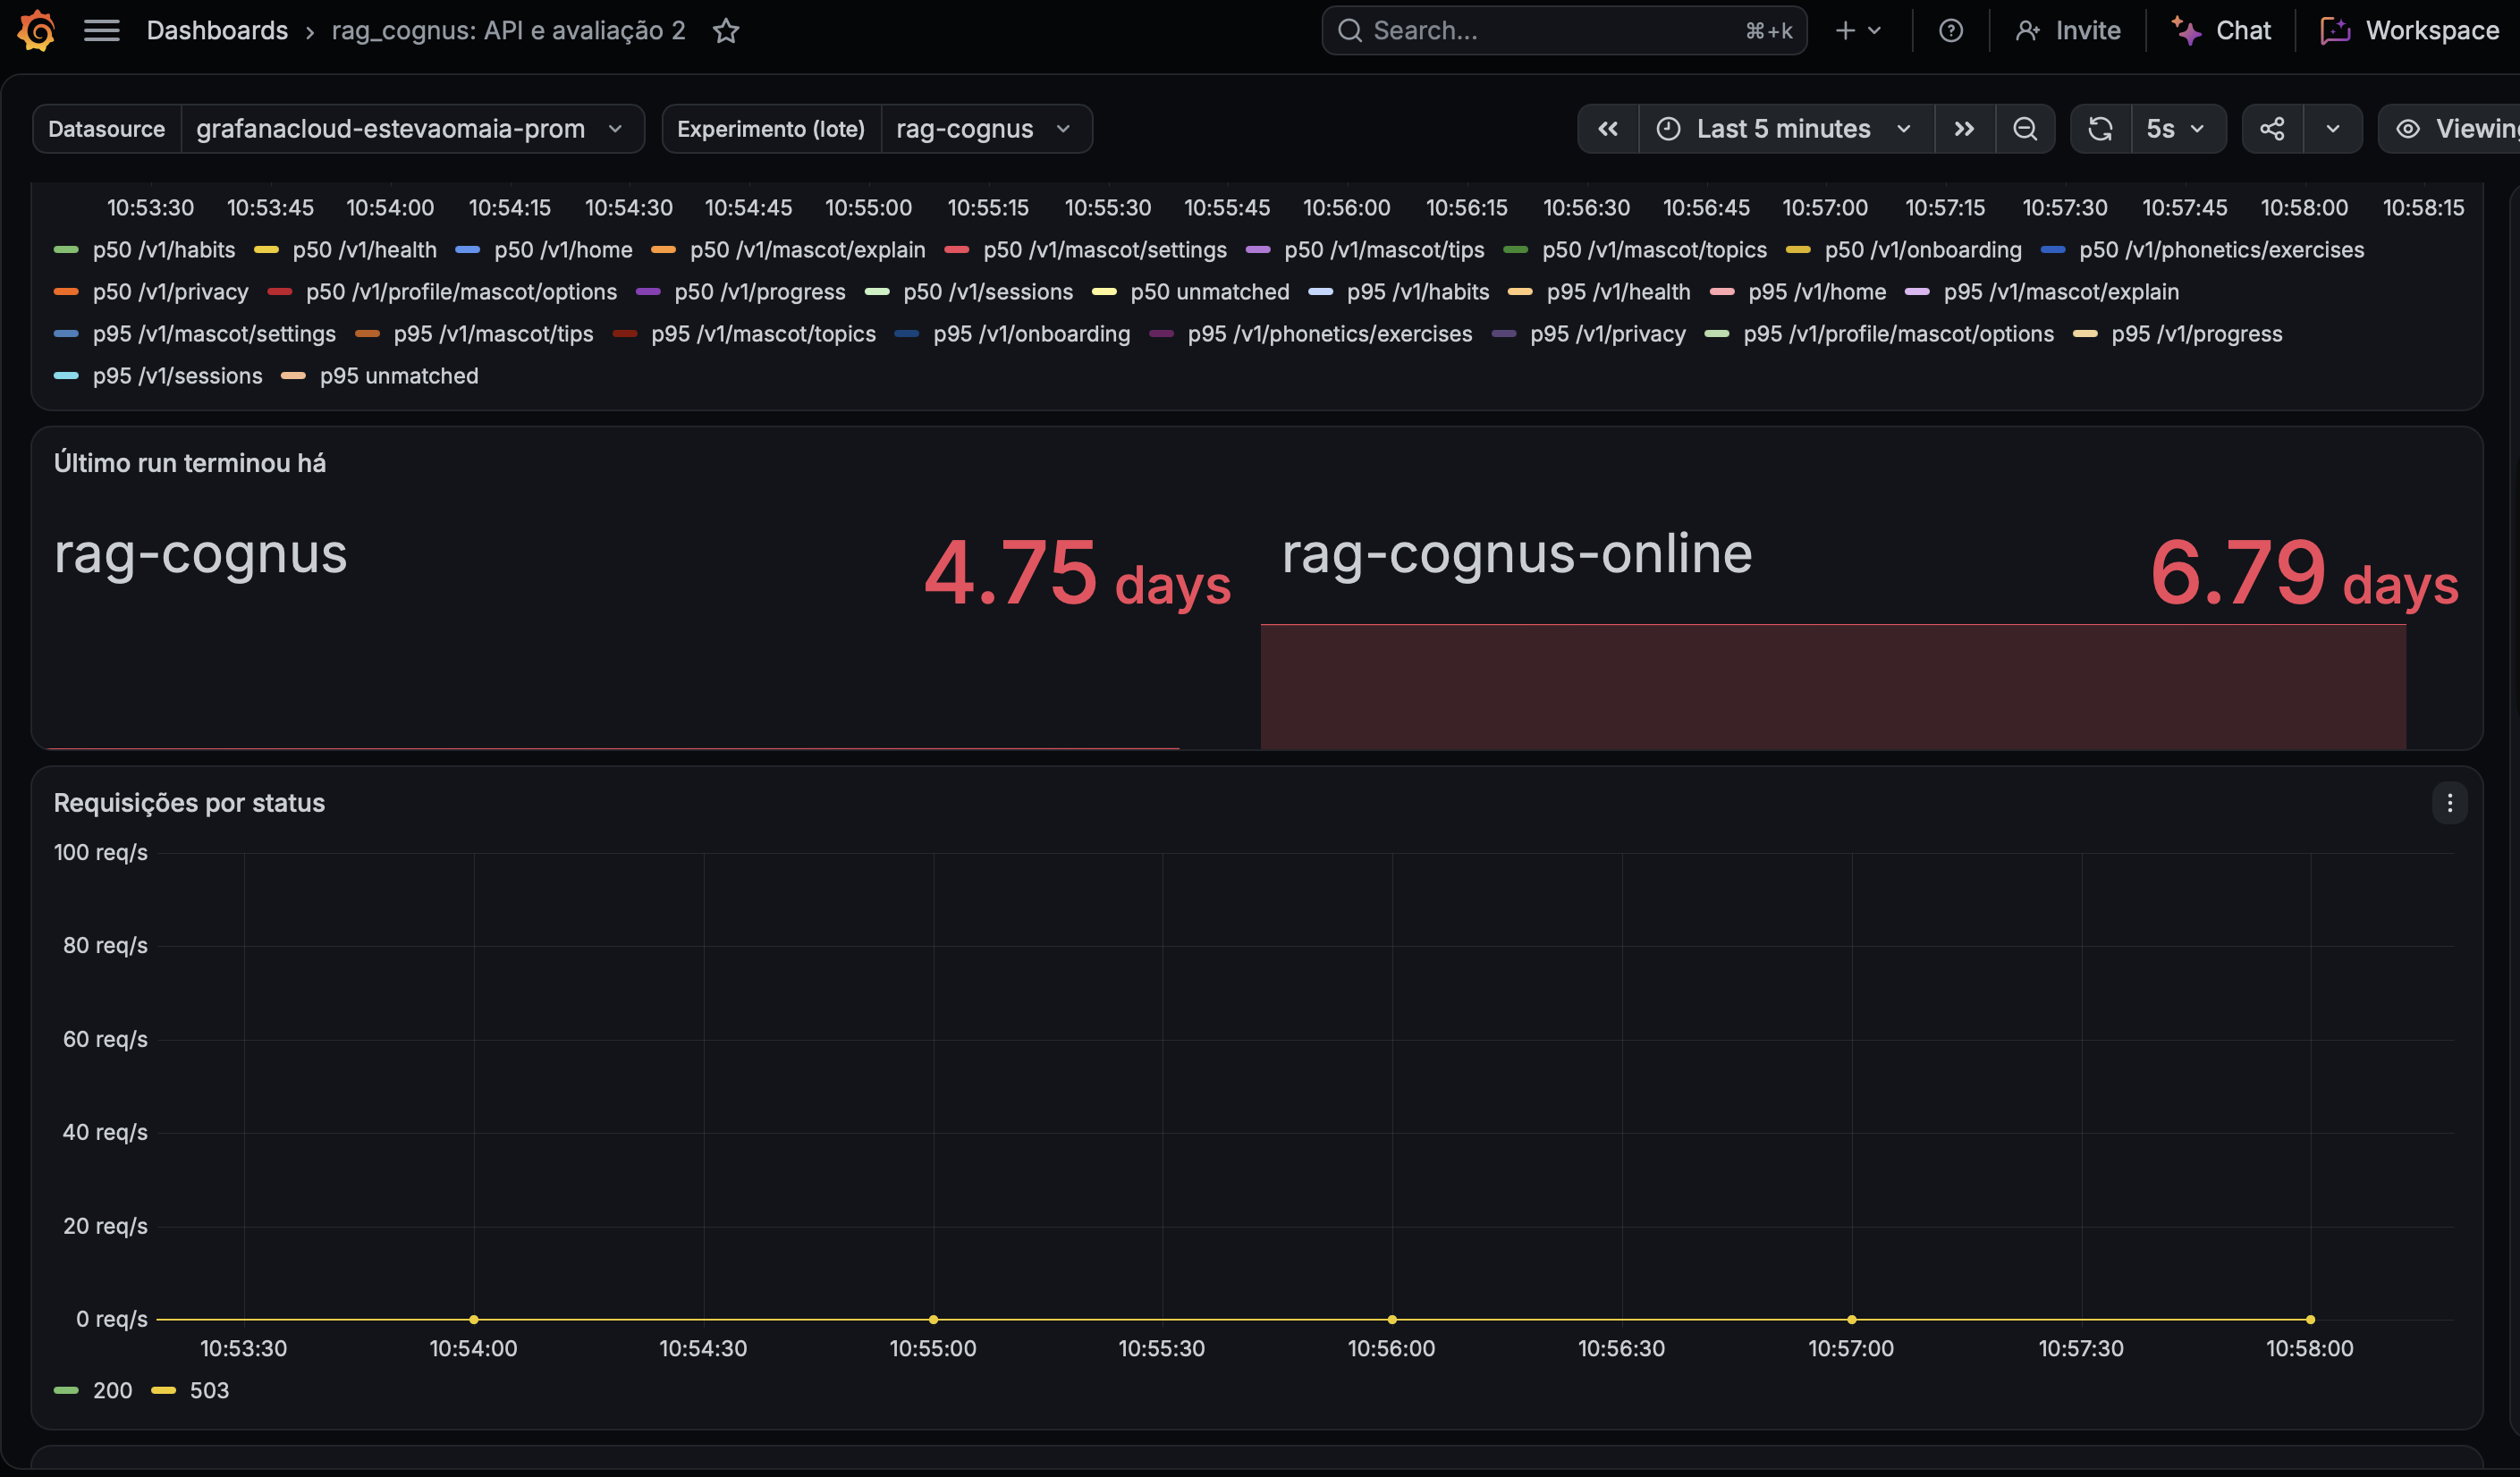 Dashboards › rag_cognus: API e avaliação 2 Search... ⌘+k Invite Chat Workspace
Datasource grafanacloud-estevaomaia-prom Experimento (lote) rag-cognus Last 5 minutes 5s Viewing
10:53:30 10:53:45 10:54:00 10:54:15 10:54:30 10:54:45 10:55:00 10:55:15 10:55:30 10:55:45 10:56:00 10:56:15 10:56:30 10:56:45 10:57:00 10:57:15 10:57:30 10:57:45 10:58:00 10:58:15
p50 /v1/habits p50 /v1/health p50 /v1/home p50 /v1/mascot/explain p50 /v1/mascot/settings p50 /v1/mascot/tips p50 /v1/mascot/topics p50 /v1/onboarding p50 /v1/phonetics/exercises
p50 /v1/privacy p50 /v1/profile/mascot/options p50 /v1/progress p50 /v1/sessions p50 unmatched p95 /v1/habits p95 /v1/health p95 /v1/home p95 /v1/mascot/explain
p95 /v1/mascot/settings p95 /v1/mascot/tips p95 /v1/mascot/topics p95 /v1/onboarding p95 /v1/phonetics/exercises p95 /v1/privacy p95 /v1/profile/mascot/options p95 /v1/progress
p95 /v1/sessions p95 unmatched
Último run terminou há
rag-cognus 4.75 days rag-cognus-online 6.79 days
Requisições por status
100 req/s
80 req/s
60 req/s
40 req/s
20 req/s
0 req/s
10:53:30 10:54:00 10:54:30 10:55:00 10:55:30 10:56:00 10:56:30 10:57:00 10:57:30 10:58:00
200 503